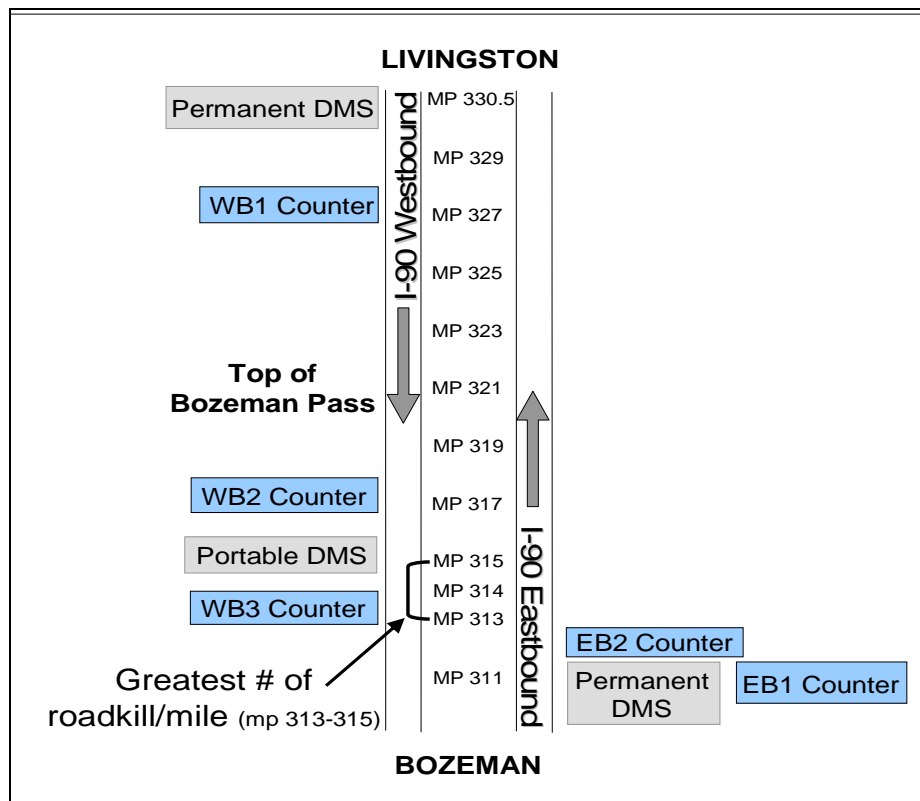 LIVINGSTON
Permanent DMS
MP 330.5
I-90 Westbound
MP 329
WB1 Counter
MP 327
MP 325
MP 323
Top of
Bozeman Pass
MP 321
MP 319
WB2 Counter
MP 317
I-90 Eastbound
Portable DMS
MP 315
MP 314
WB3 Counter
MP 313
EB2 Counter
Greatest # of
roadkill/mile (mp 313-315)
MP 311
Permanent
DMS
EB1 Counter
BOZEMAN